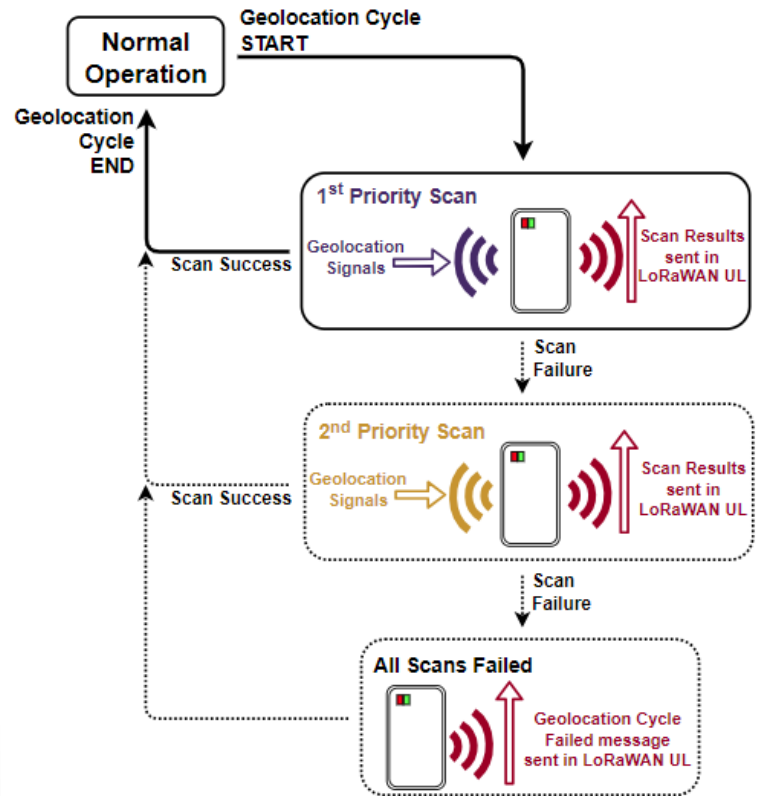 Normal
Operation
Geolocation Cycle
START
Geolocation
Cycle
END
1st Priority Scan
Geolocation
Signals
Scan Results
sent in
LoRaWAN UL
Scan Success
Scan
Failure
2nd Priority Scan
Geolocation
Signals
Scan Results
sent in
LoRaWAN UL
Scan Success
Scan
Failure
All Scans Failed
Geolocation Cycle
Failed message
sent in LoRaWAN UL